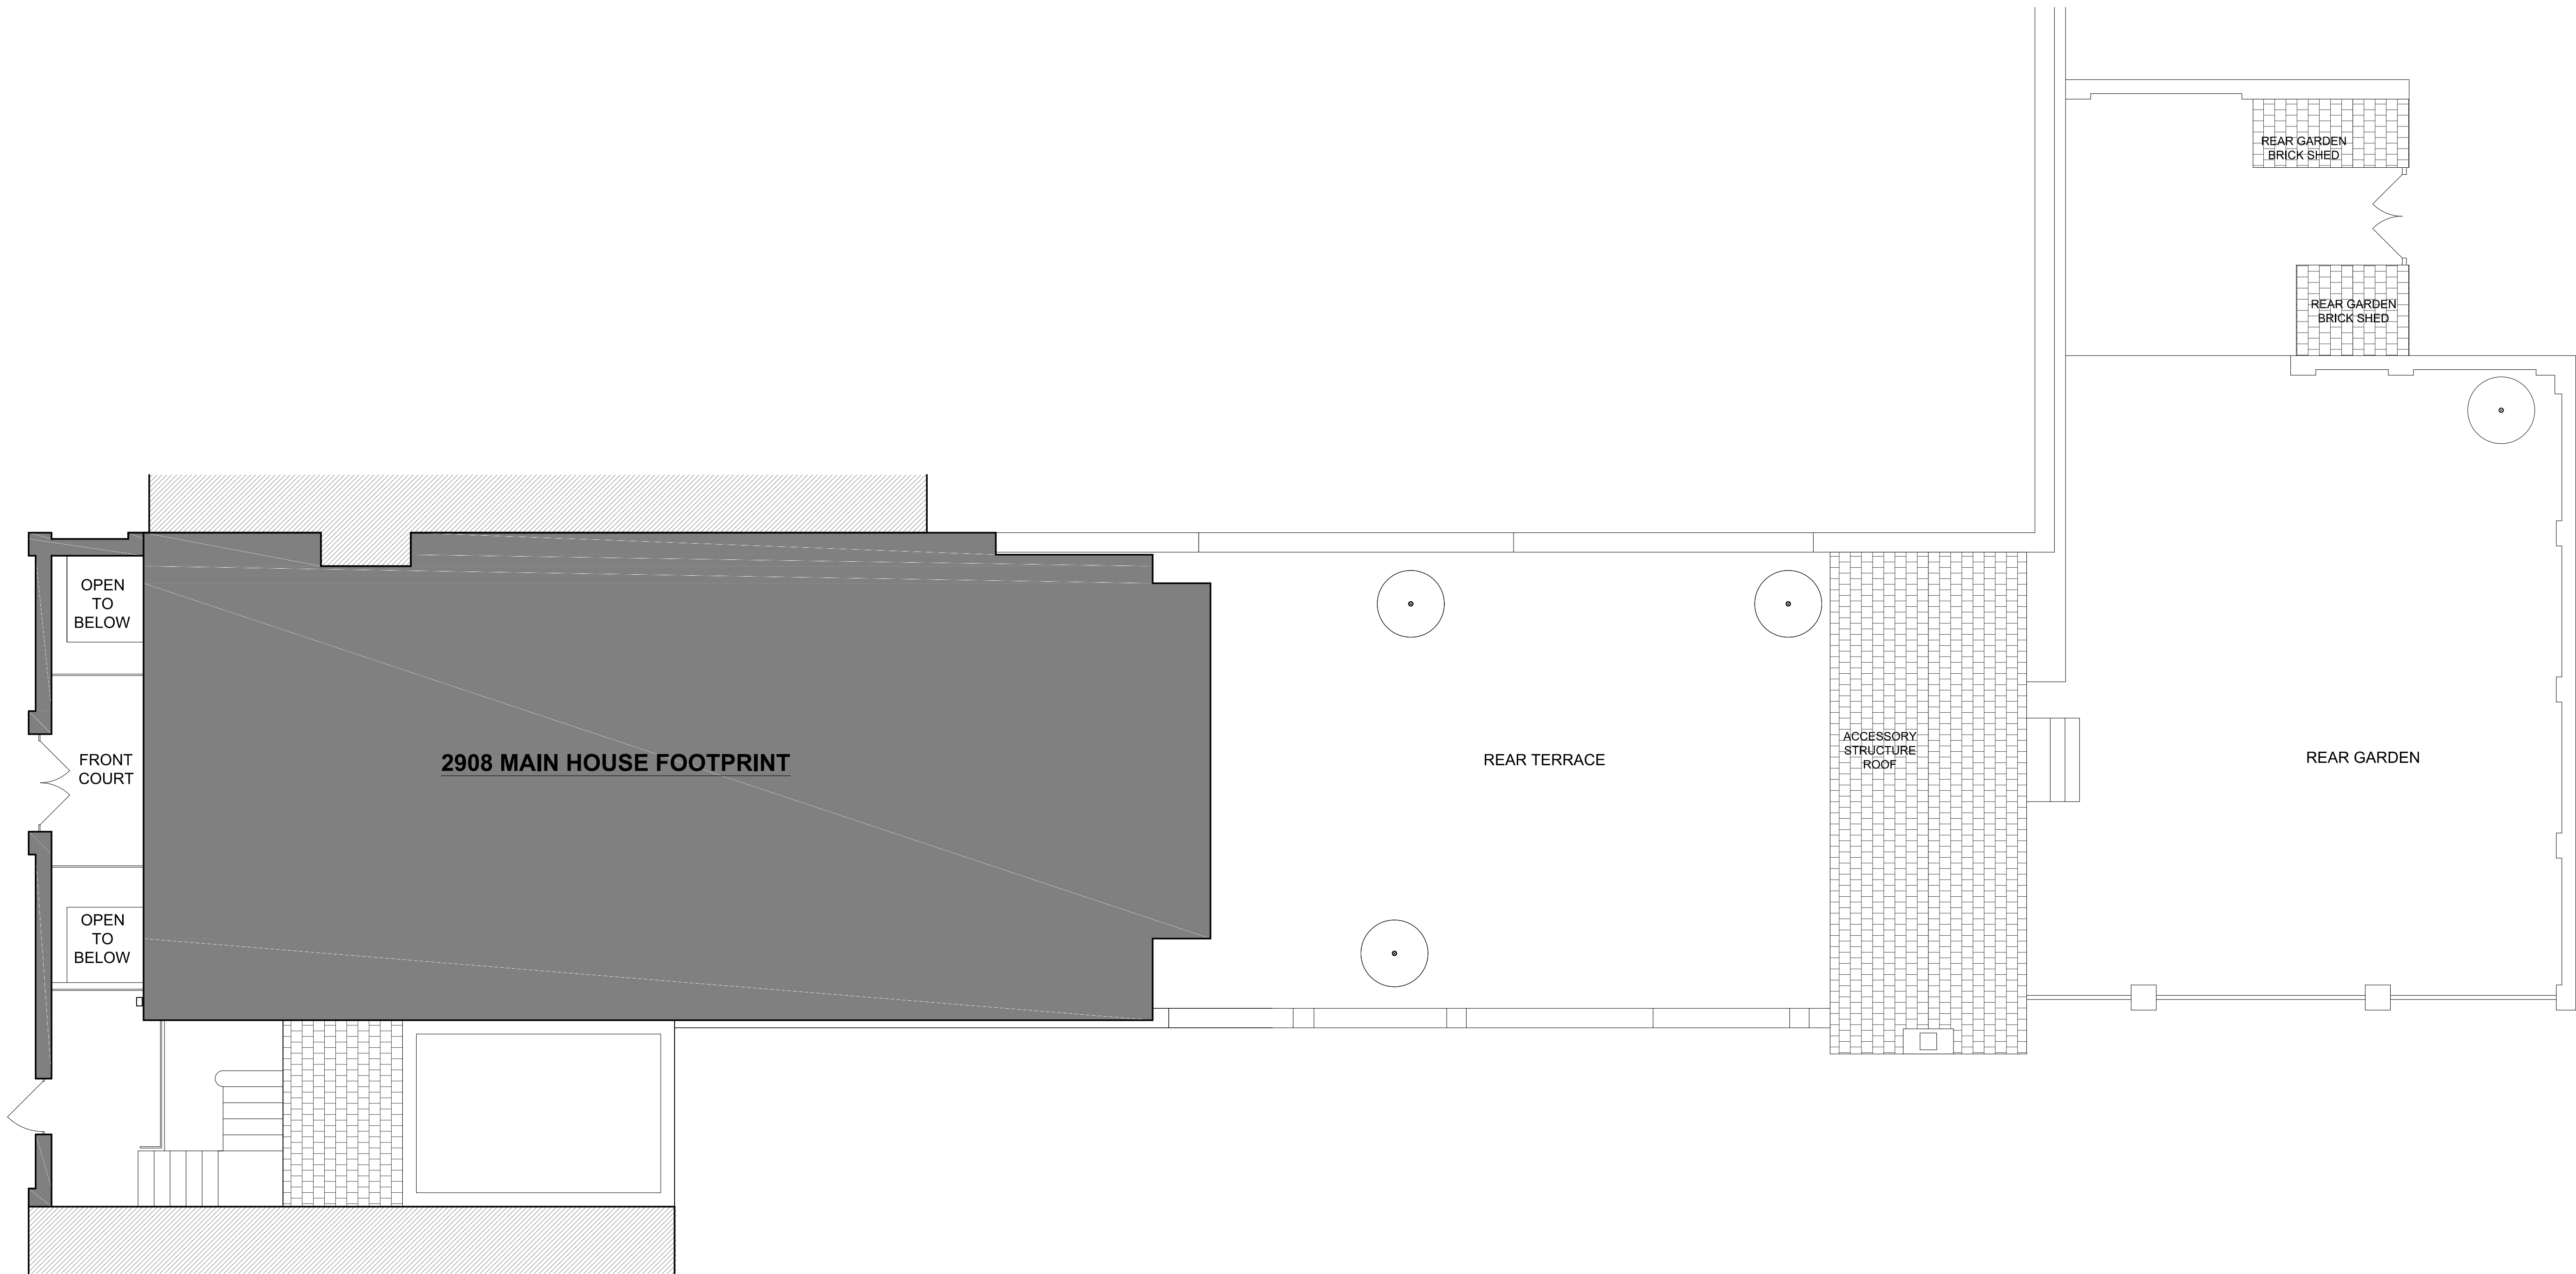 REAR GARDEN
BRICK SHED
REAR GARDEN
BRICK SHED
OPEN
TO
BELOW
FRONT
COURT
2908 MAIN HOUSE FOOTPRINT
REAR TERRACE
ACCESSORY
STRUCTURE
ROOF
REAR GARDEN
OPEN
TO
BELOW